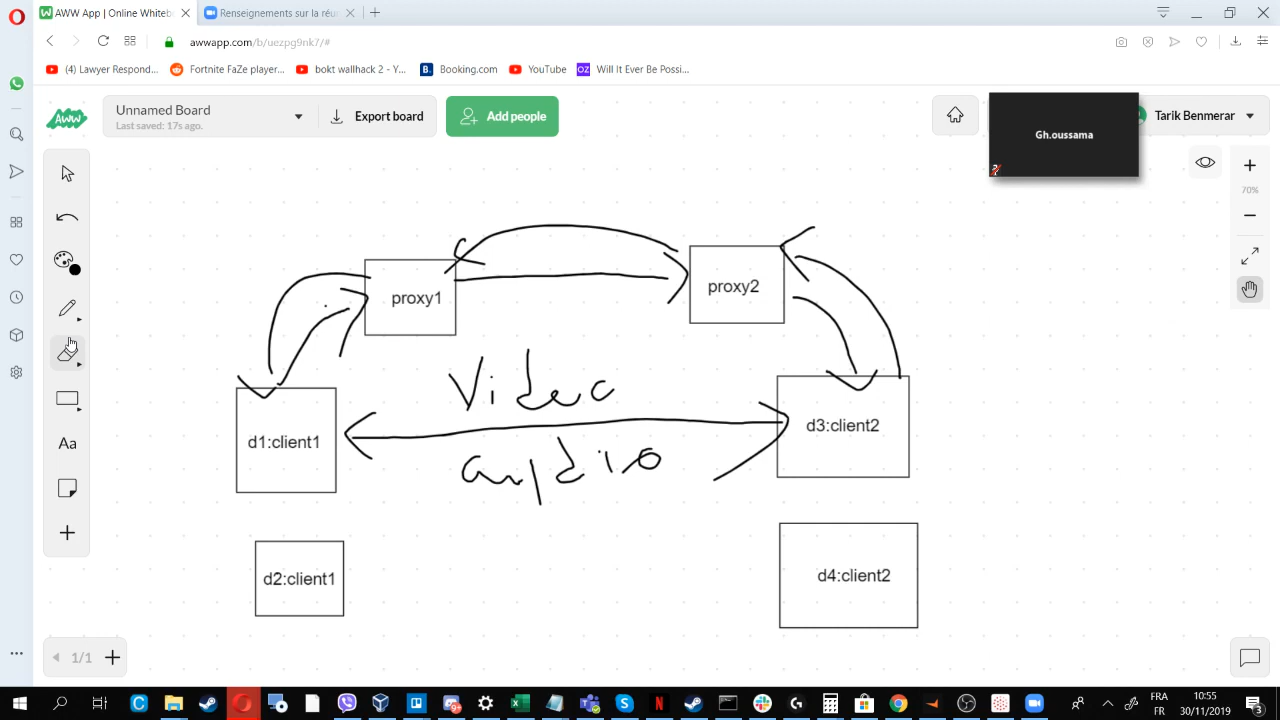 AWW App | Online Whiteb
Renseignements sur la réur
awwapp.com/b/uezpg9nk7/#
(4) Lawyer Respond...
Fortnite FaZe player...
bokt wallhack 2 - Y...
Booking.com
YouTube
Will It Ever Be Possi...
AWW
Unnamed Board
Last saved: 17s ago.
Export board
Add people
Gh.oussama
Tarik Benmerar
70%
proxy1
proxy2
Video
d1:client1
d3:client2
audio
d2:client1
d4:client2
Aa
1/1
FRA
FR
10:55
30/11/2019